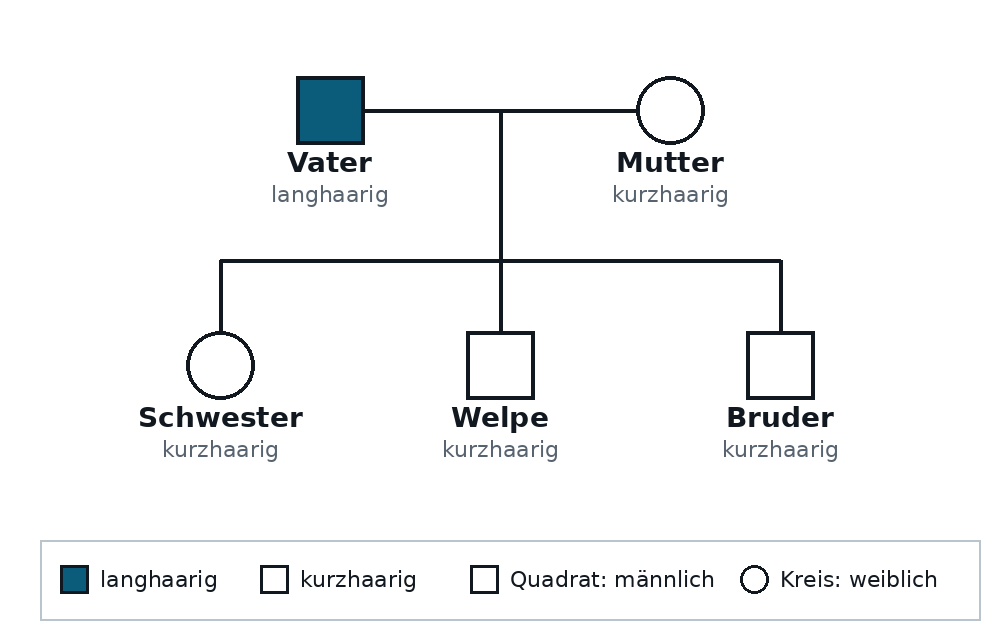 Vater
langhaarig
Mutter
kurzhaarig
Schwester
kurzhaarig
Welpe
kurzhaarig
Bruder
kurzhaarig
langhaarig
kurzhaarig
Quadrat: männlich
Kreis: weiblich